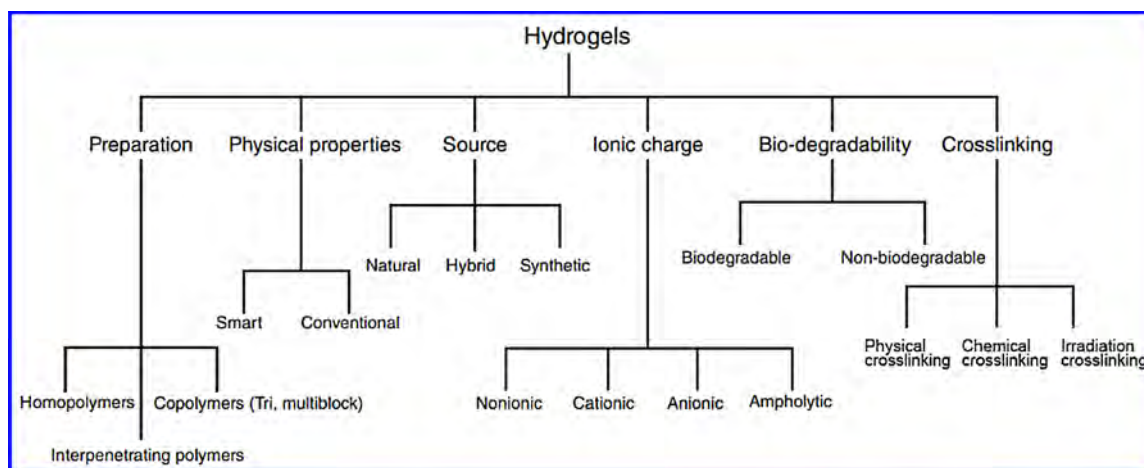 Hydrogels
Preparation
Physical properties
Source
Ionic charge
Bio-degradability
Crosslinking
Natural
Hybrid
Synthetic
Biodegradable
Non-biodegradable
Smart
Conventional
Physical
crosslinking
Chemical
crosslinking
Irradiation
crosslinking
Homopolymers
Copolymers (Tri, multiblock)
Nonionic
Cationic
Anionic
Ampholytic
Interpenetrating polymers